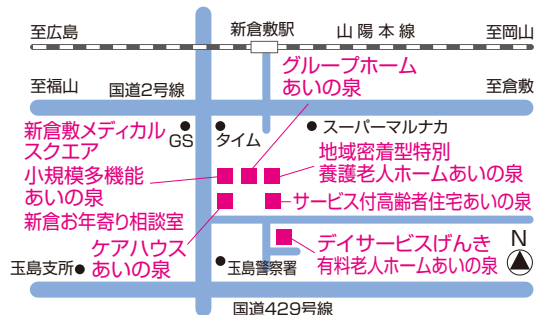 至広島
新倉敷駅
山陽本線
至岡山
グループホーム
あいの泉
至福山
国道2号線
至倉敷
GS
タイム
スーパーマルナカ
新倉敷メディカル
スクエア
小規模多機能
あいの泉
新倉お年寄り相談室
地域密着型特別
養護老人ホームあいの泉
サービス付高齢者住宅あいの泉
ケアハウス
あいの泉
デイサービスげんき
有料老人ホームあいの泉
N
玉島支所
玉島警察署
国道429号線